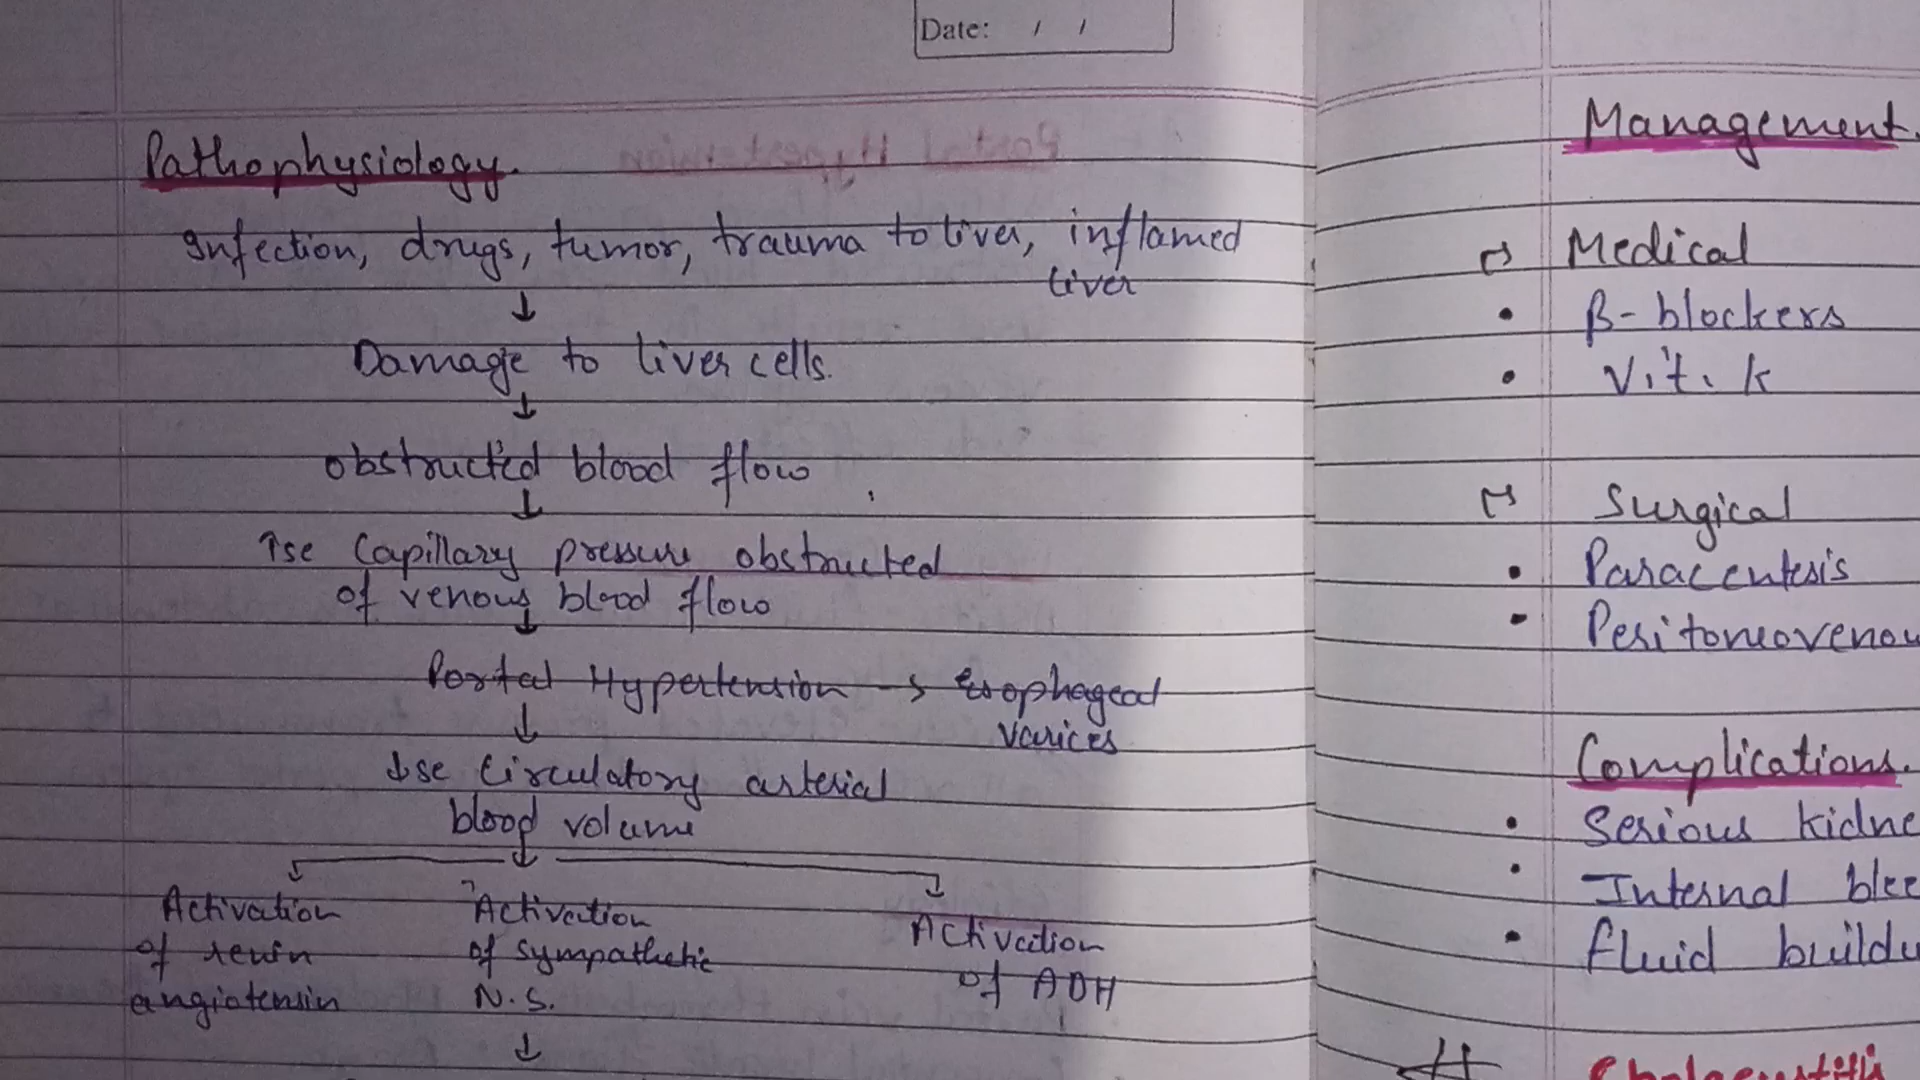 Date: / /
Pathophysiology.
Infection, drugs, tumor, trauma to liver, inflamed
liver
↓
Damage to liver cells.
↓
obstructed blood flow
↓
↑se Capillary pressure obstructed
of venous blood flow
↓
Portal Hypertension → Esophageal
varices
↓
↓se Circulatory arterial
blood volume
↓ ↓ ↓
Activation
of renin
angiotensin
Activation
of sympathetic
N.S.
↓
Activation
of ADH
Portal Hypertension
Management.
Medical
• β-blockers
• Vit. K
Surgical
• Paracentesis
• Peritoneovenou
Complications.
• Serious kidne
• Internal blee
• fluid buildu
# Cholecystitis